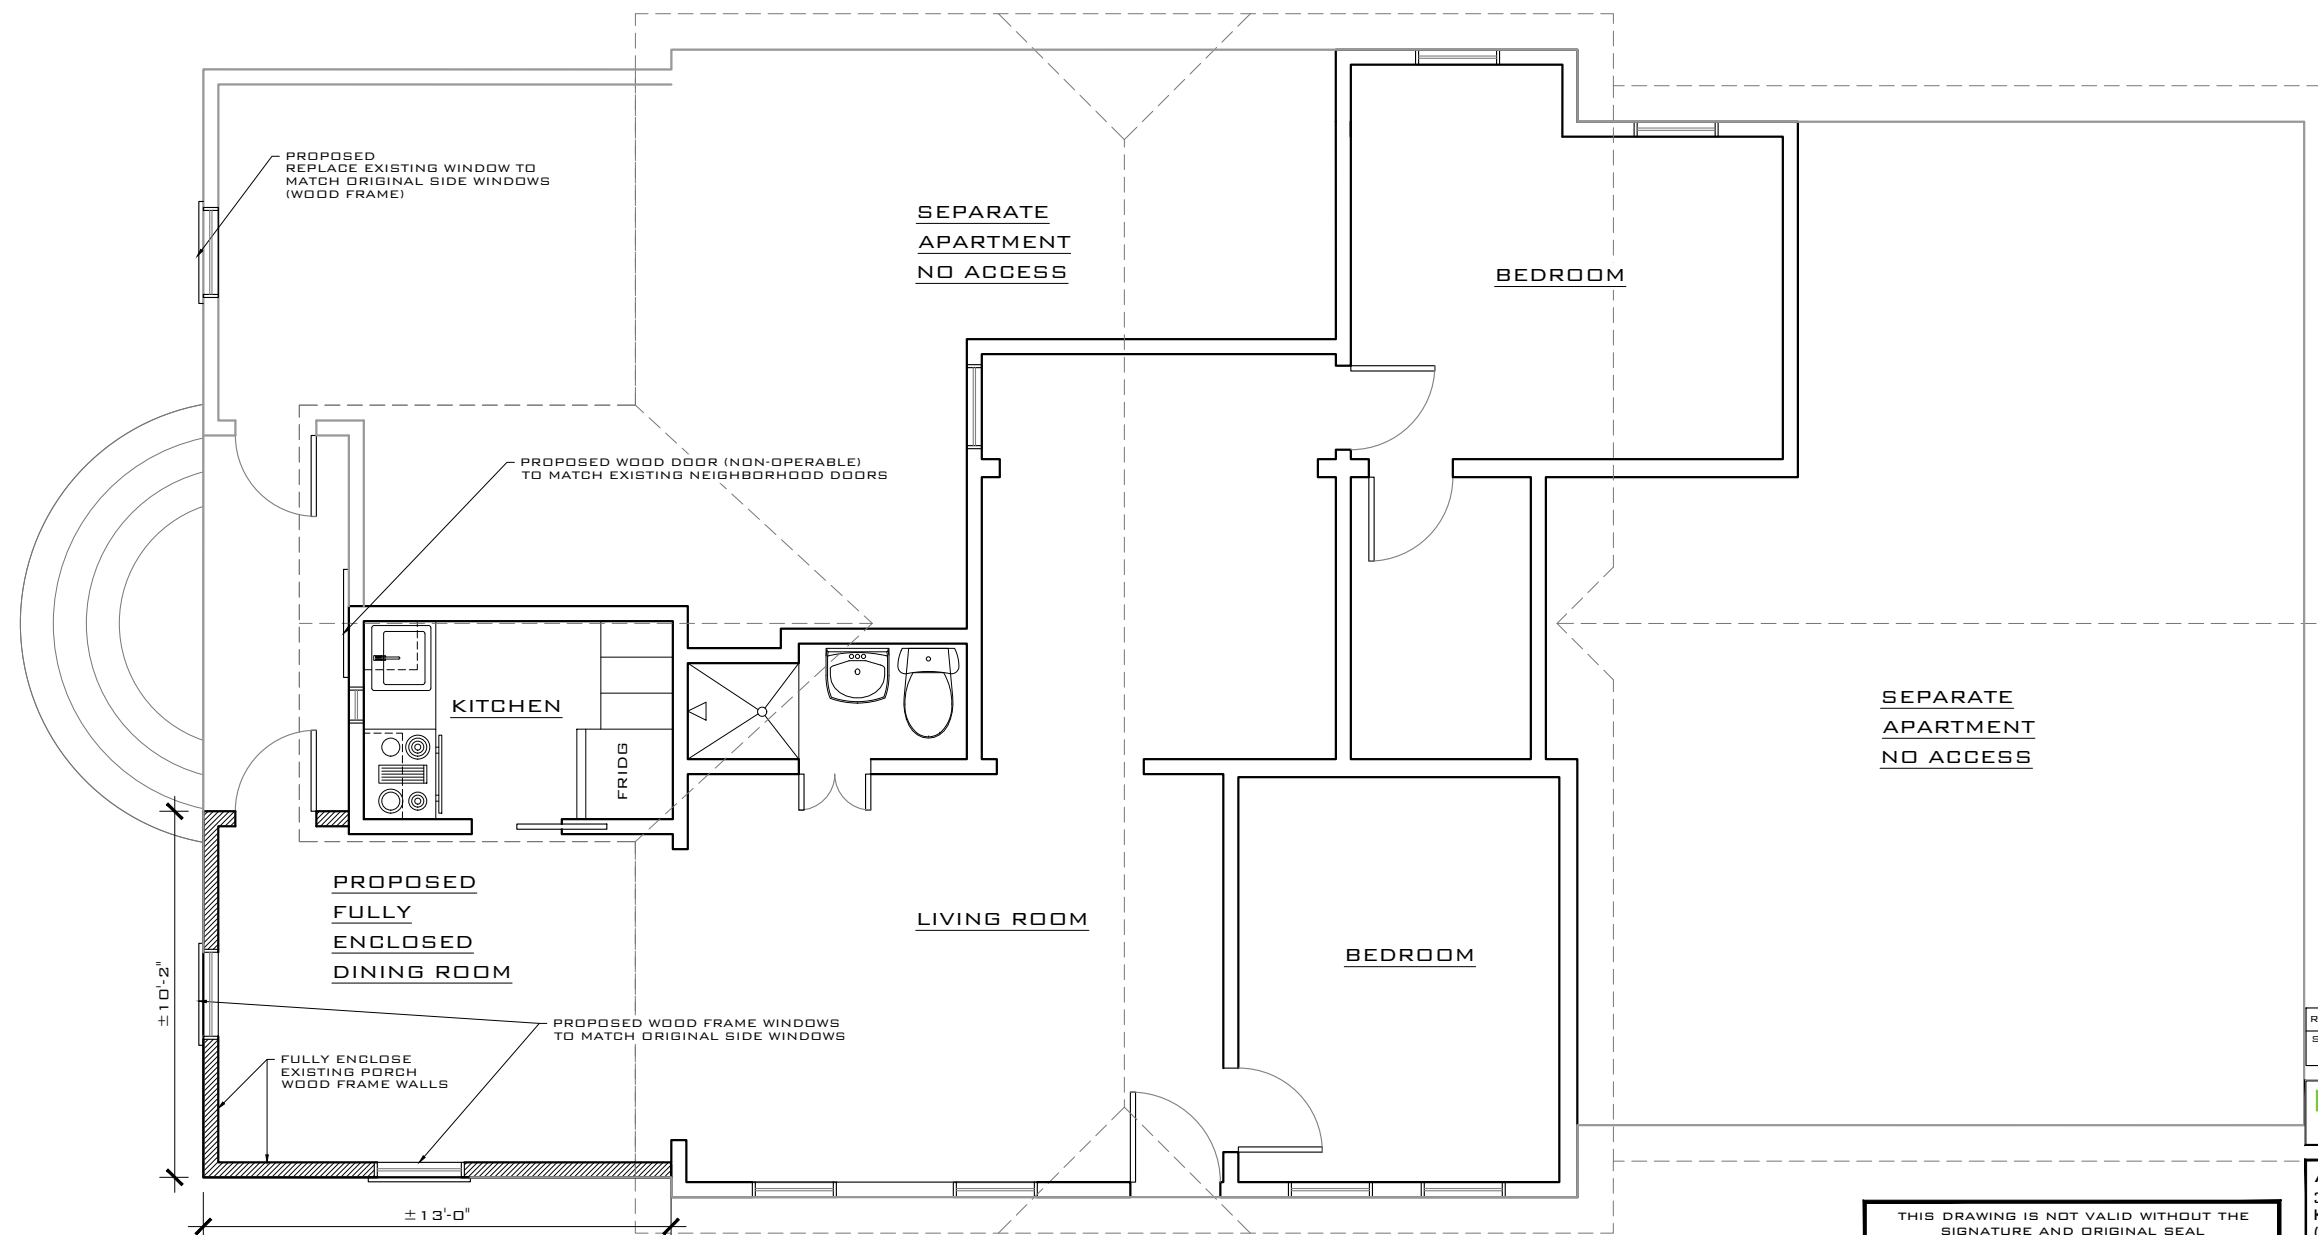 PROPOSED
REPLACE EXISTING WINDOW TO
MATCH ORIGINAL SIDE WINDOWS
(WOOD FRAME)
SEPARATE
APARTMENT
NO ACCESS
BEDROOM
PROPOSED WOOD DOOR (NON-OPERABLE)
TO MATCH EXISTING NEIGHBORHOOD DOORS
KITCHEN
FRIDG
SEPARATE
APARTMENT
NO ACCESS
PROPOSED
FULLY
ENCLOSED
DINING ROOM
LIVING ROOM
BEDROOM
±10'-2"
PROPOSED WOOD FRAME WINDOWS
TO MATCH ORIGINAL SIDE WINDOWS
FULLY ENCLOSE
EXISTING PORCH
WOOD FRAME WALLS
±13'-0"
THIS DRAWING IS NOT VALID WITHOUT THE
SIGNATURE AND ORIGINAL SEAL